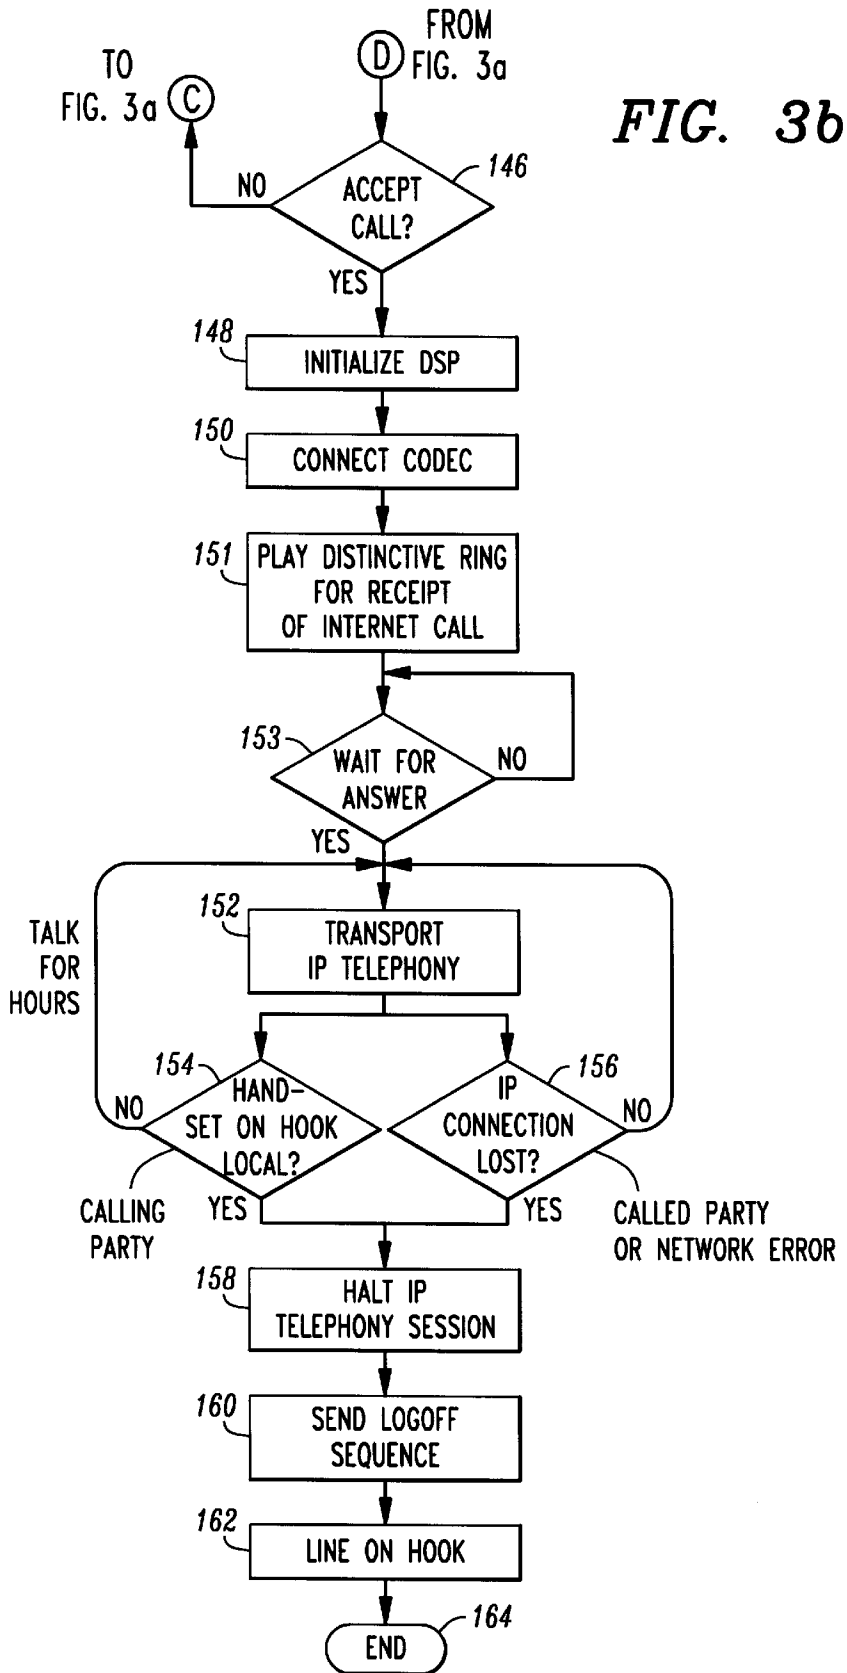 FROM
FIG. 3a
D
TO
FIG. 3a
C
FIG. 3b
146
ACCEPT
CALL?
NO
YES
148
INITIALIZE DSP
150
CONNECT CODEC
151
PLAY DISTINCTIVE RING
FOR RECEIPT
OF INTERNET CALL
153
WAIT FOR
ANSWER
NO
YES
152
TRANSPORT
IP TELEPHONY
TALK
FOR
HOURS
154
HAND-
SET ON HOOK
LOCAL?
NO
YES
CALLING
PARTY
156
IP
CONNECTION
LOST?
NO
YES
CALLED PARTY
OR NETWORK ERROR
158
HALT IP
TELEPHONY SESSION
160
SEND LOGOFF
SEQUENCE
162
LINE ON HOOK
164
END